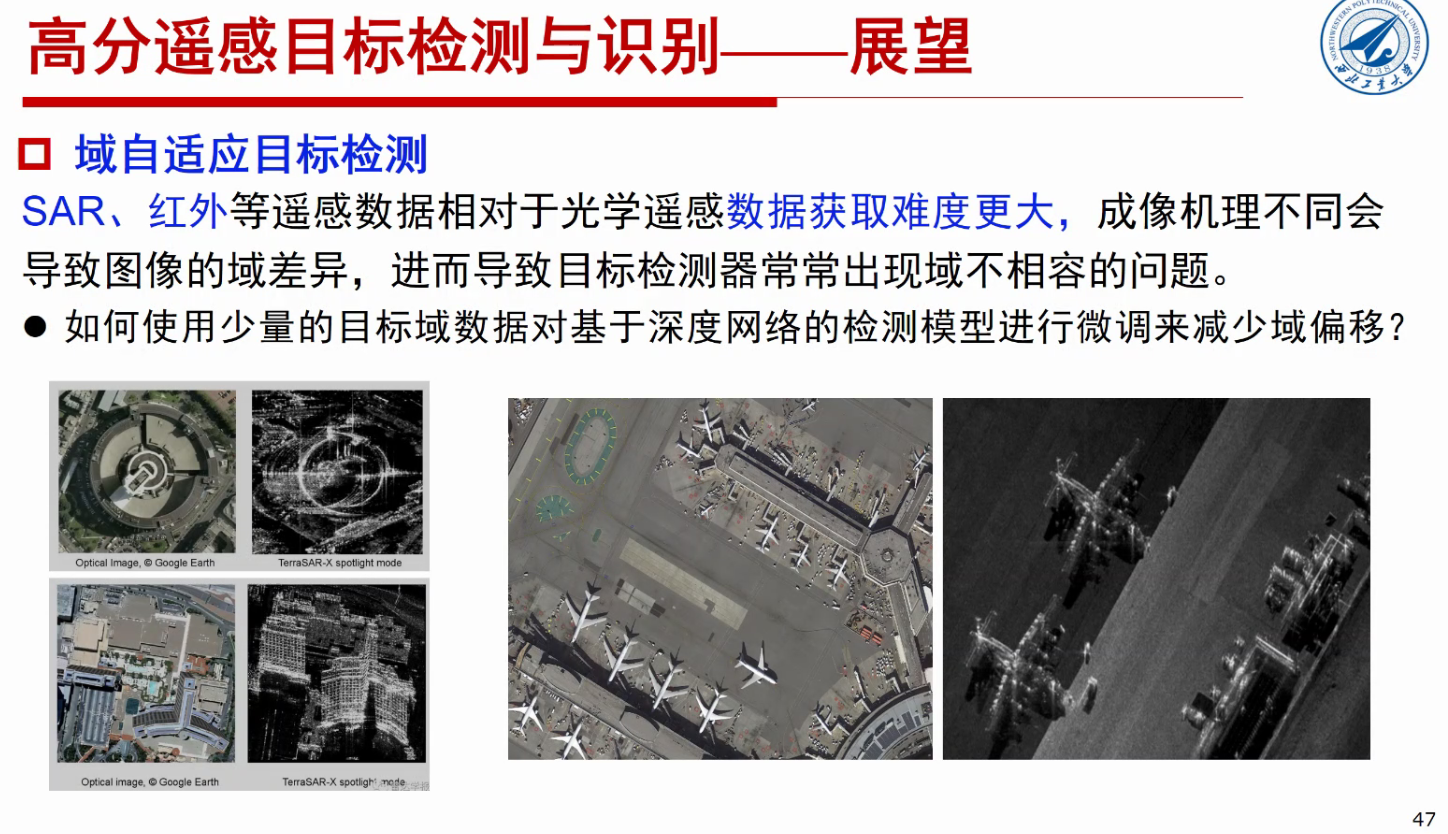 高分遥感目标检测与识别——展望
NORTHWESTERN POLYTECHNICAL UNIVERSITY
1938
西北工业大学
域自适应目标检测
SAR、红外等遥感数据相对于光学遥感数据获取难度更大，成像机理不同会
导致图像的域差异，进而导致目标检测器常常出现域不相容的问题。
● 如何使用少量的目标域数据对基于深度网络的检测模型进行微调来减少域偏移？
Optical Image, © Google Earth
TerraSAR-X spotlight mode
Optical image, © Google Earth
TerraSAR-X spotlight mode
47